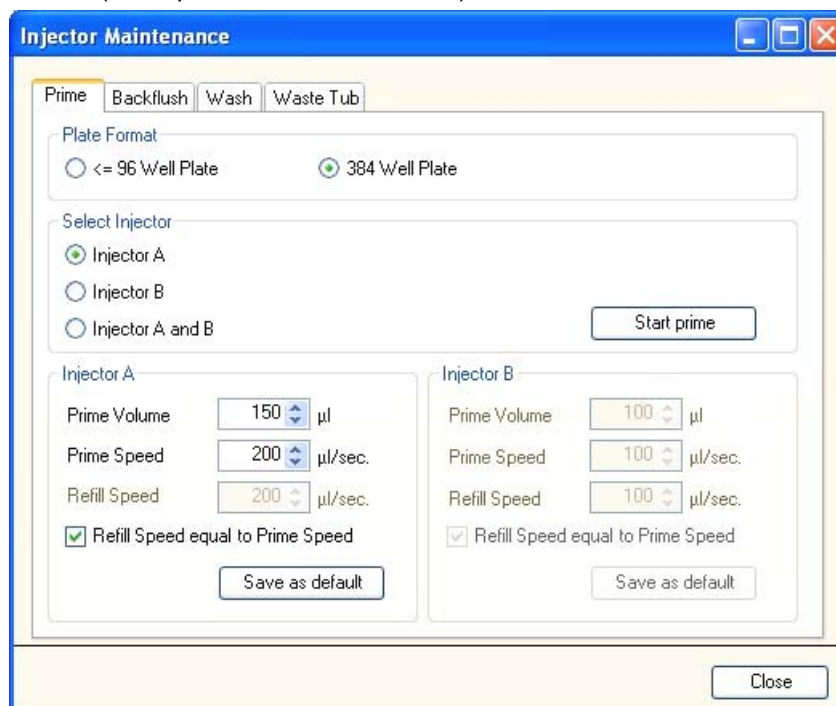 Injector Maintenance
Prime Backflush Wash Waste Tub
Plate Format
<= 96 Well Plate 384 Well Plate
Select Injector
Injector A
Injector B
Injector A and B
Start prime
Injector A
Prime Volume 150 µl
Prime Speed 200 µl/sec.
Refill Speed 200 µl/sec.
Refill Speed equal to Prime Speed
Save as default
Injector B
Prime Volume 100 µl
Prime Speed 100 µl/sec.
Refill Speed 100 µl/sec.
Refill Speed equal to Prime Speed
Save as default
Close